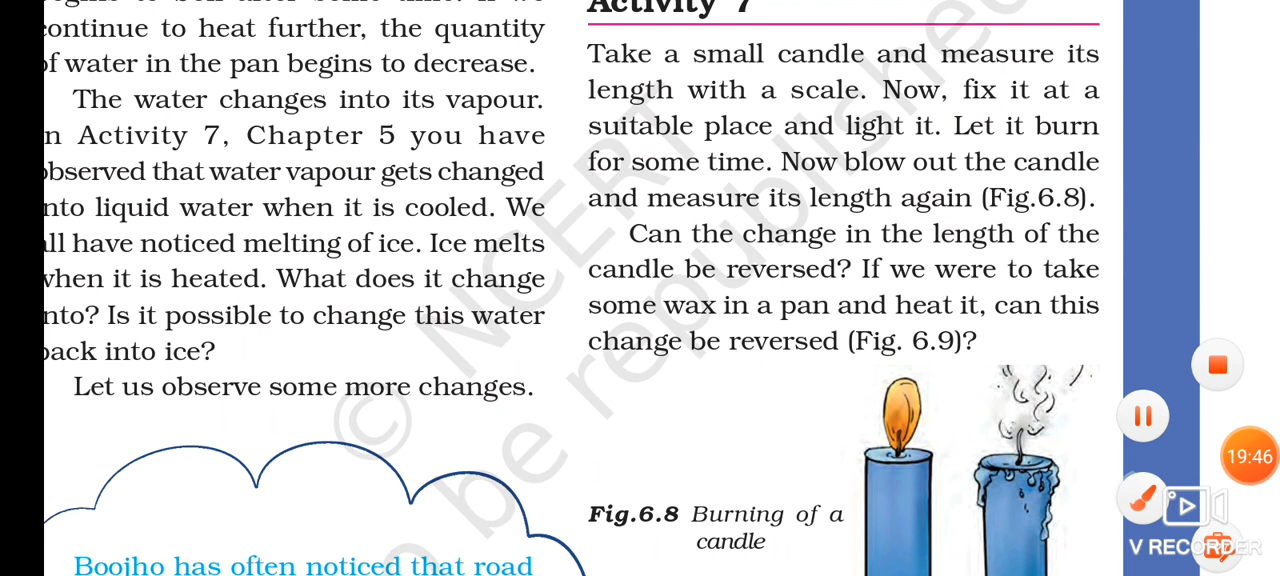 continue to heat further, the quantity
of water in the pan begins to decrease.
The water changes into its vapour.
n Activity 7, Chapter 5 you have
observed that water vapour gets changed
nto liquid water when it is cooled. We
ll have noticed melting of ice. Ice melts
when it is heated. What does it change
nto? Is it possible to change this water
back into ice?
Let us observe some more changes.
Boojho has often noticed that road
Activity 7
Take a small candle and measure its
length with a scale. Now, fix it at a
suitable place and light it. Let it burn
for some time. Now blow out the candle
and measure its length again (Fig.6.8).
Can the change in the length of the
candle be reversed? If we were to take
some wax in a pan and heat it, can this
change be reversed (Fig. 6.9)?
Fig.6.8 Burning of a
candle
© NCERT
be republished
19:46
V RECORDER